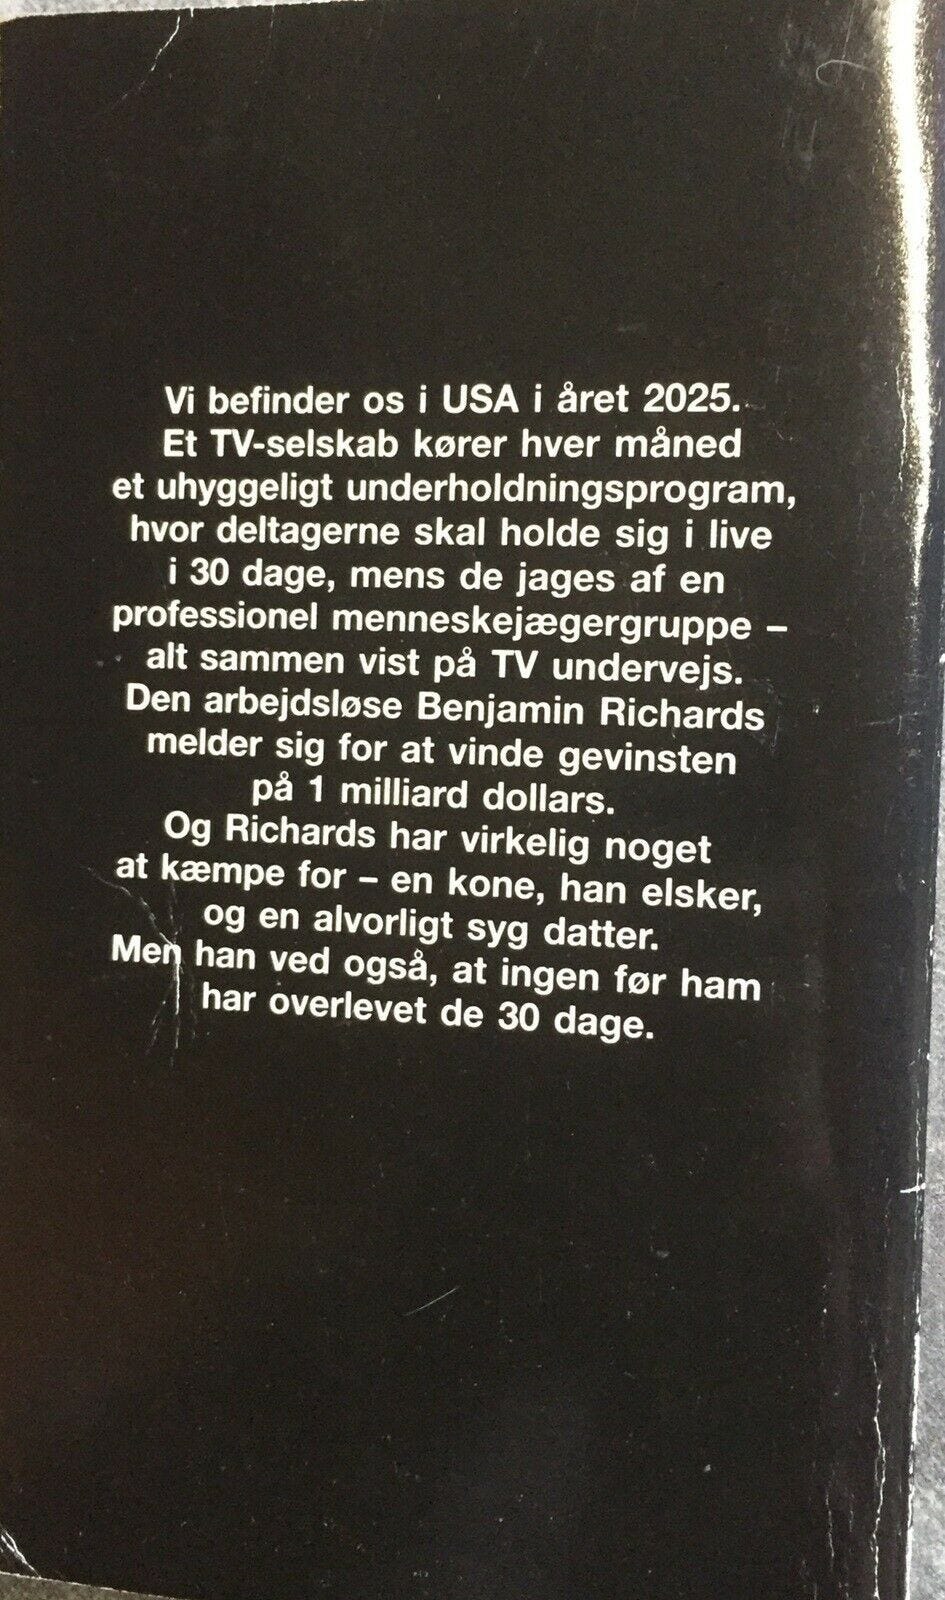 Vi befinder os i USA i året 2025.
Et TV-selskab kører hver måned
et uhyggeligt underholdningsprogram,
hvor deltagerne skal holde sig i live
i 30 dage, mens de jages af en
professionel menneskejægergruppe –
alt sammen vist på TV undervejs.
Den arbejdsløse Benjamin Richards
melder sig for at vinde gevinsten
på 1 milliard dollars.
Og Richards har virkelig noget
at kæmpe for – en kone, han elsker,
og en alvorligt syg datter.
Men han ved også, at ingen før ham
har overlevet de 30 dage.